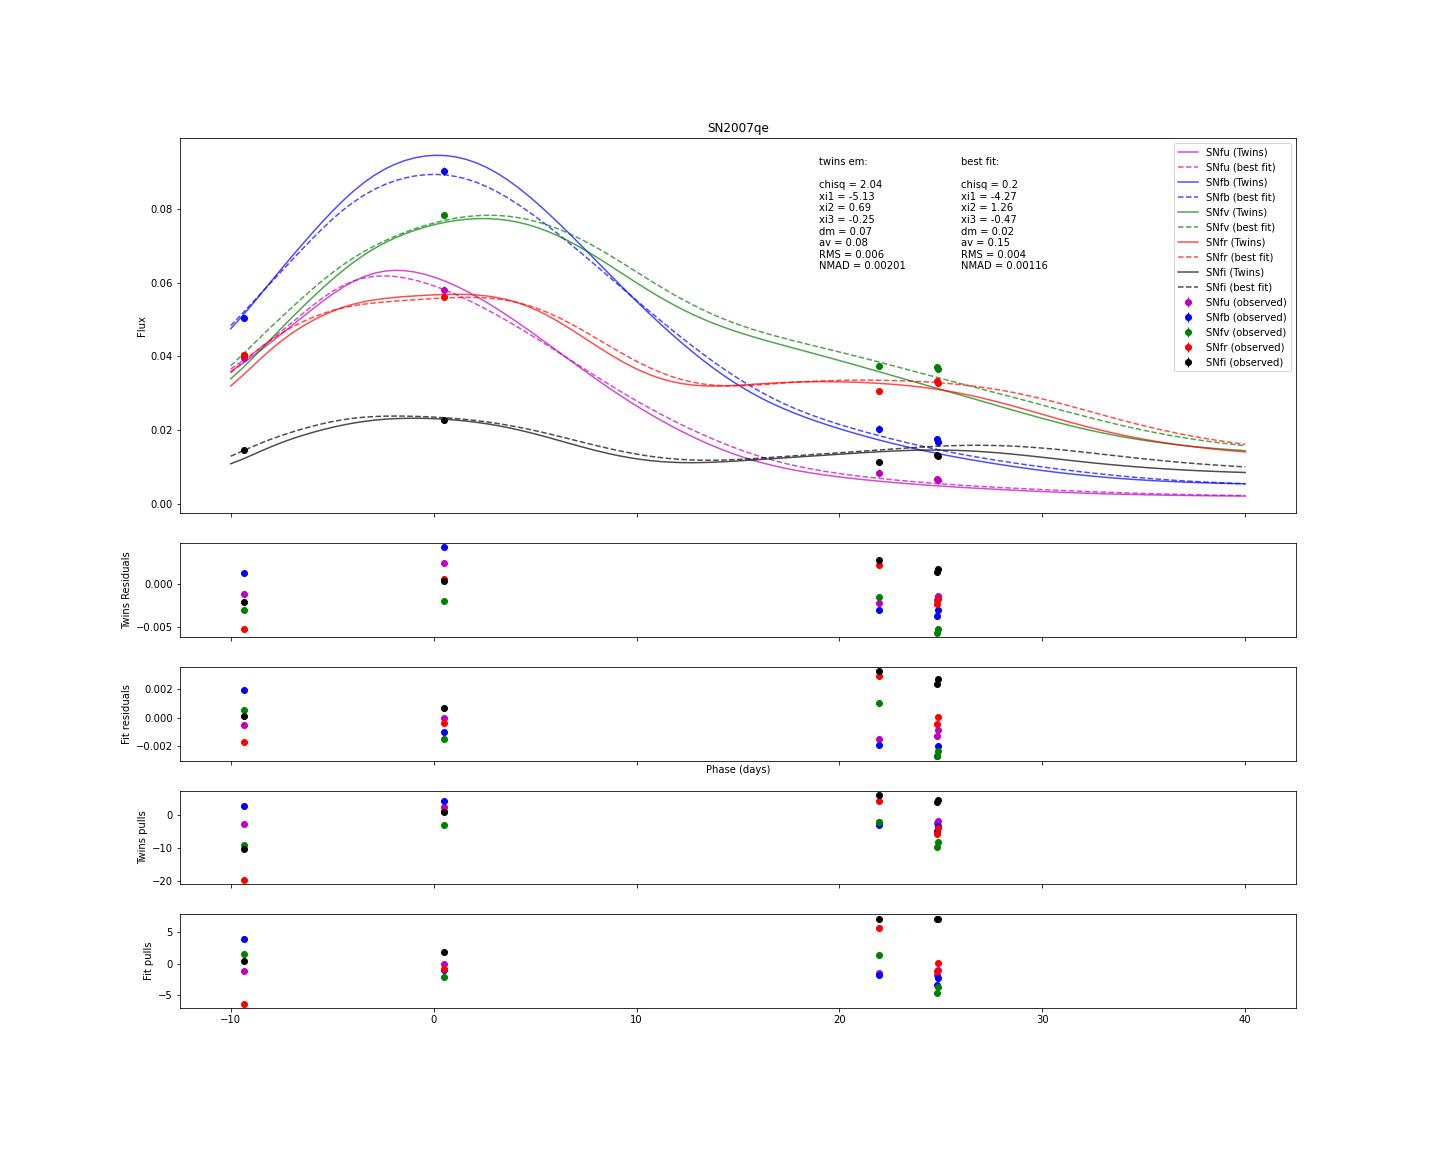 SN2007qe
Flux
0.08
0.06
0.04
0.02
0.00
twins em:
chisq = 2.04
xi1 = -5.13
xi2 = 0.69
xi3 = -0.25
dm = 0.07
av = 0.08
RMS = 0.006
NMAD = 0.00201
best fit:
chisq = 0.2
xi1 = -4.27
xi2 = 1.26
xi3 = -0.47
dm = 0.02
av = 0.15
RMS = 0.004
NMAD = 0.00116
SNfu (Twins)
SNfu (best fit)
SNfb (Twins)
SNfb (best fit)
SNfv (Twins)
SNfv (best fit)
SNfr (Twins)
SNfr (best fit)
SNfi (Twins)
SNfi (best fit)
SNfu (observed)
SNfb (observed)
SNfv (observed)
SNfr (observed)
SNfi (observed)
Twins Residuals
0.000
−0.005
Fit residuals
0.002
0.000
−0.002
Phase (days)
Twins pulls
0
−10
−20
Fit pulls
5
0
−5
−10 0 10 20 30 40